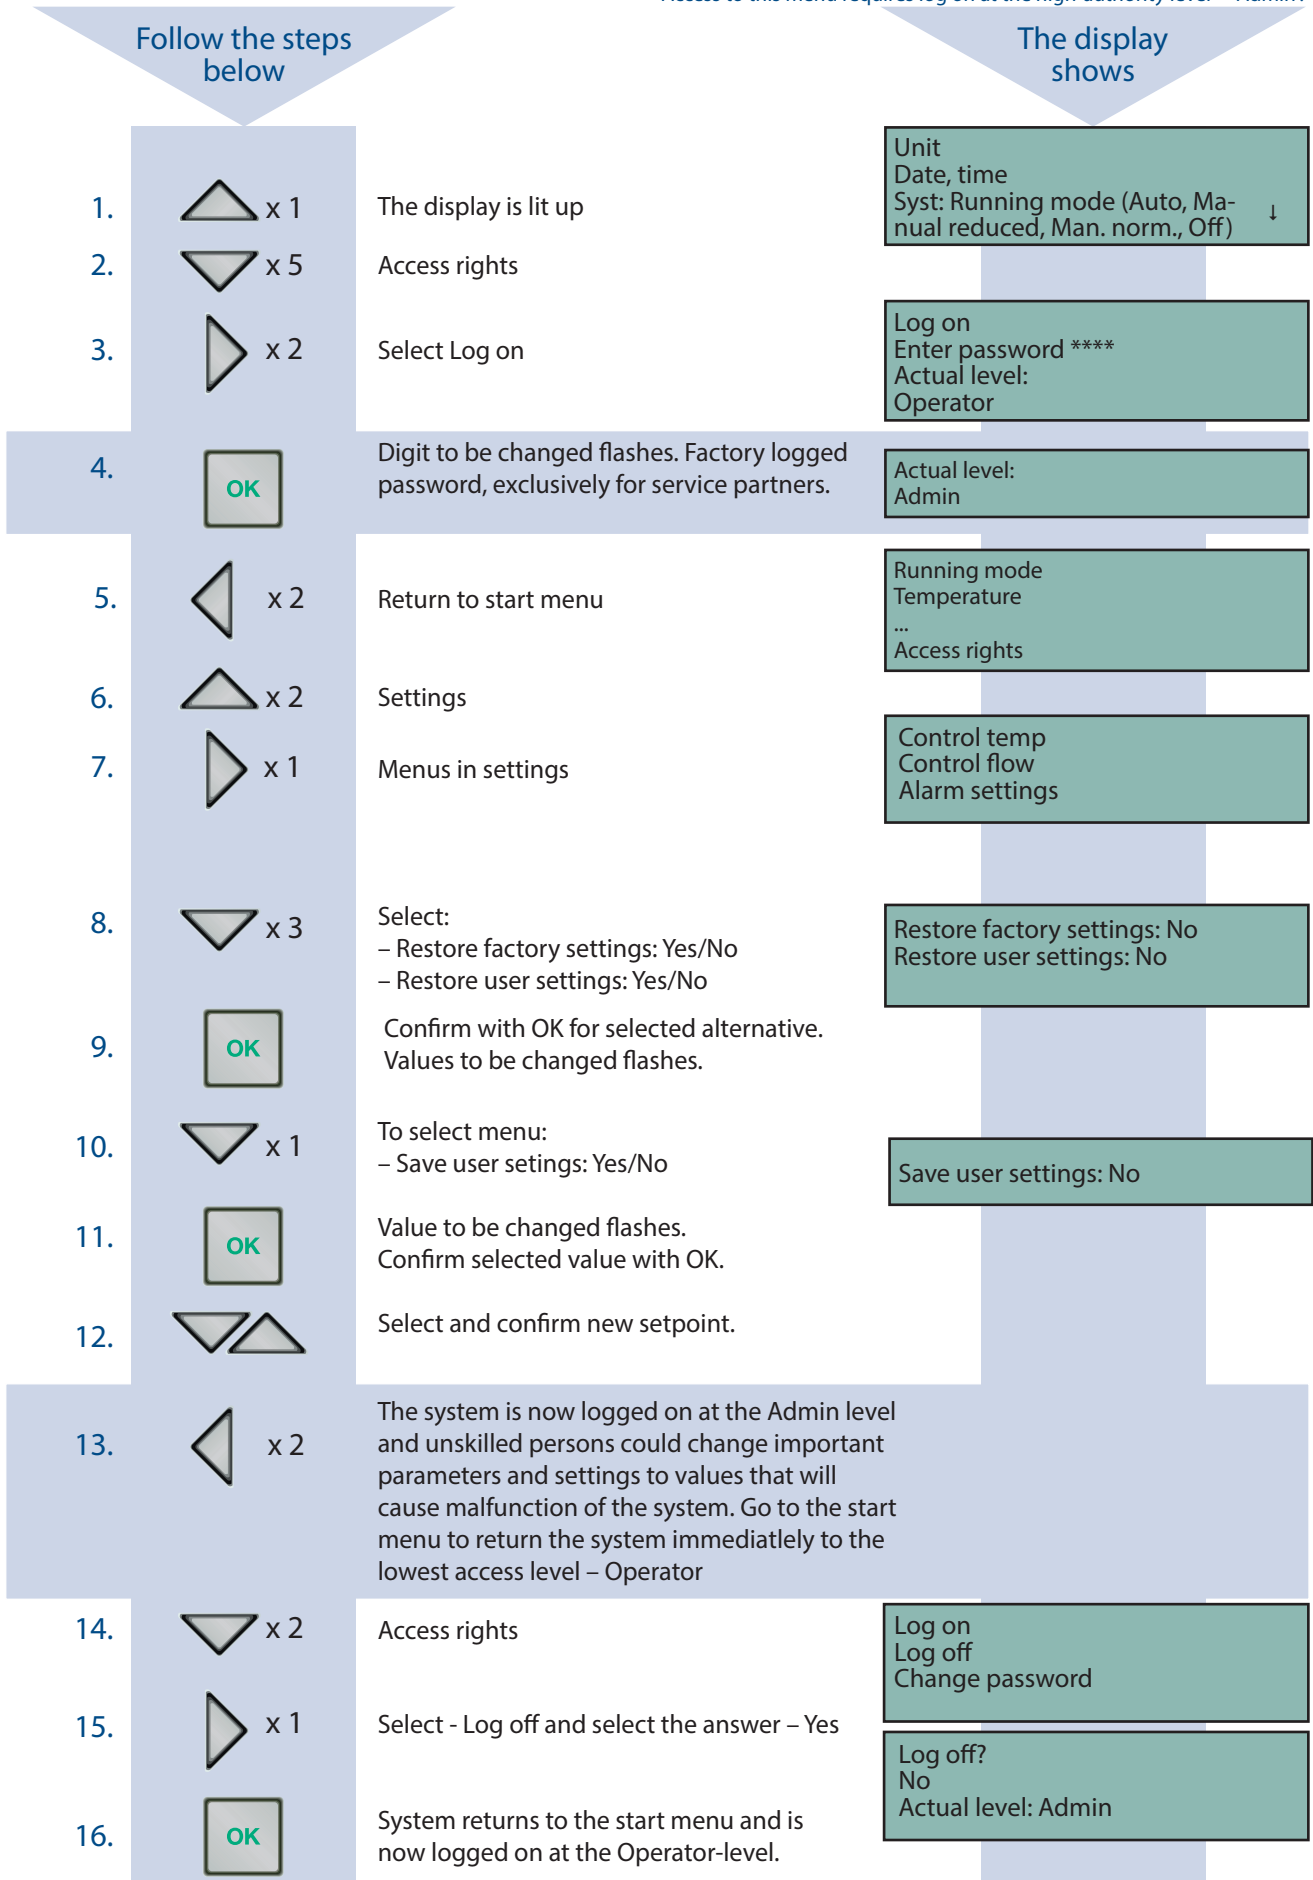 Follow the steps
below
The display
shows
1.
x 1
The display is lit up
Unit
Date, time
Syst: Running mode (Auto, Ma-
nual reduced, Man. norm., Off)
↓
2.
x 5
Access rights
3.
x 2
Select Log on
Log on
Enter password ****
Actual level:
Operator
4.
OK
Digit to be changed flashes. Factory logged
password, exclusively for service partners.
Actual level:
Admin
5.
x 2
Return to start menu
Running mode
Temperature
...
Access rights
6.
x 2
Settings
7.
x 1
Menus in settings
Control temp
Control flow
Alarm settings
8.
x 3
Select:
– Restore factory settings: Yes/No
– Restore user settings: Yes/No
Restore factory settings: No
Restore user settings: No
9.
OK
Confirm with OK for selected alternative.
Values to be changed flashes.
10.
x 1
To select menu:
– Save user setings: Yes/No
Save user settings: No
11.
OK
Value to be changed flashes.
Confirm selected value with OK.
12.
Select and confirm new setpoint.
13.
x 2
The system is now logged on at the Admin level
and unskilled persons could change important
parameters and settings to values that will
cause malfunction of the system. Go to the start
menu to return the system immediatlely to the
lowest access level – Operator
14.
x 2
Access rights
Log on
Log off
Change password
15.
x 1
Select - Log off and select the answer – Yes
Log off?
No
Actual level: Admin
16.
OK
System returns to the start menu and is
now logged on at the Operator-level.